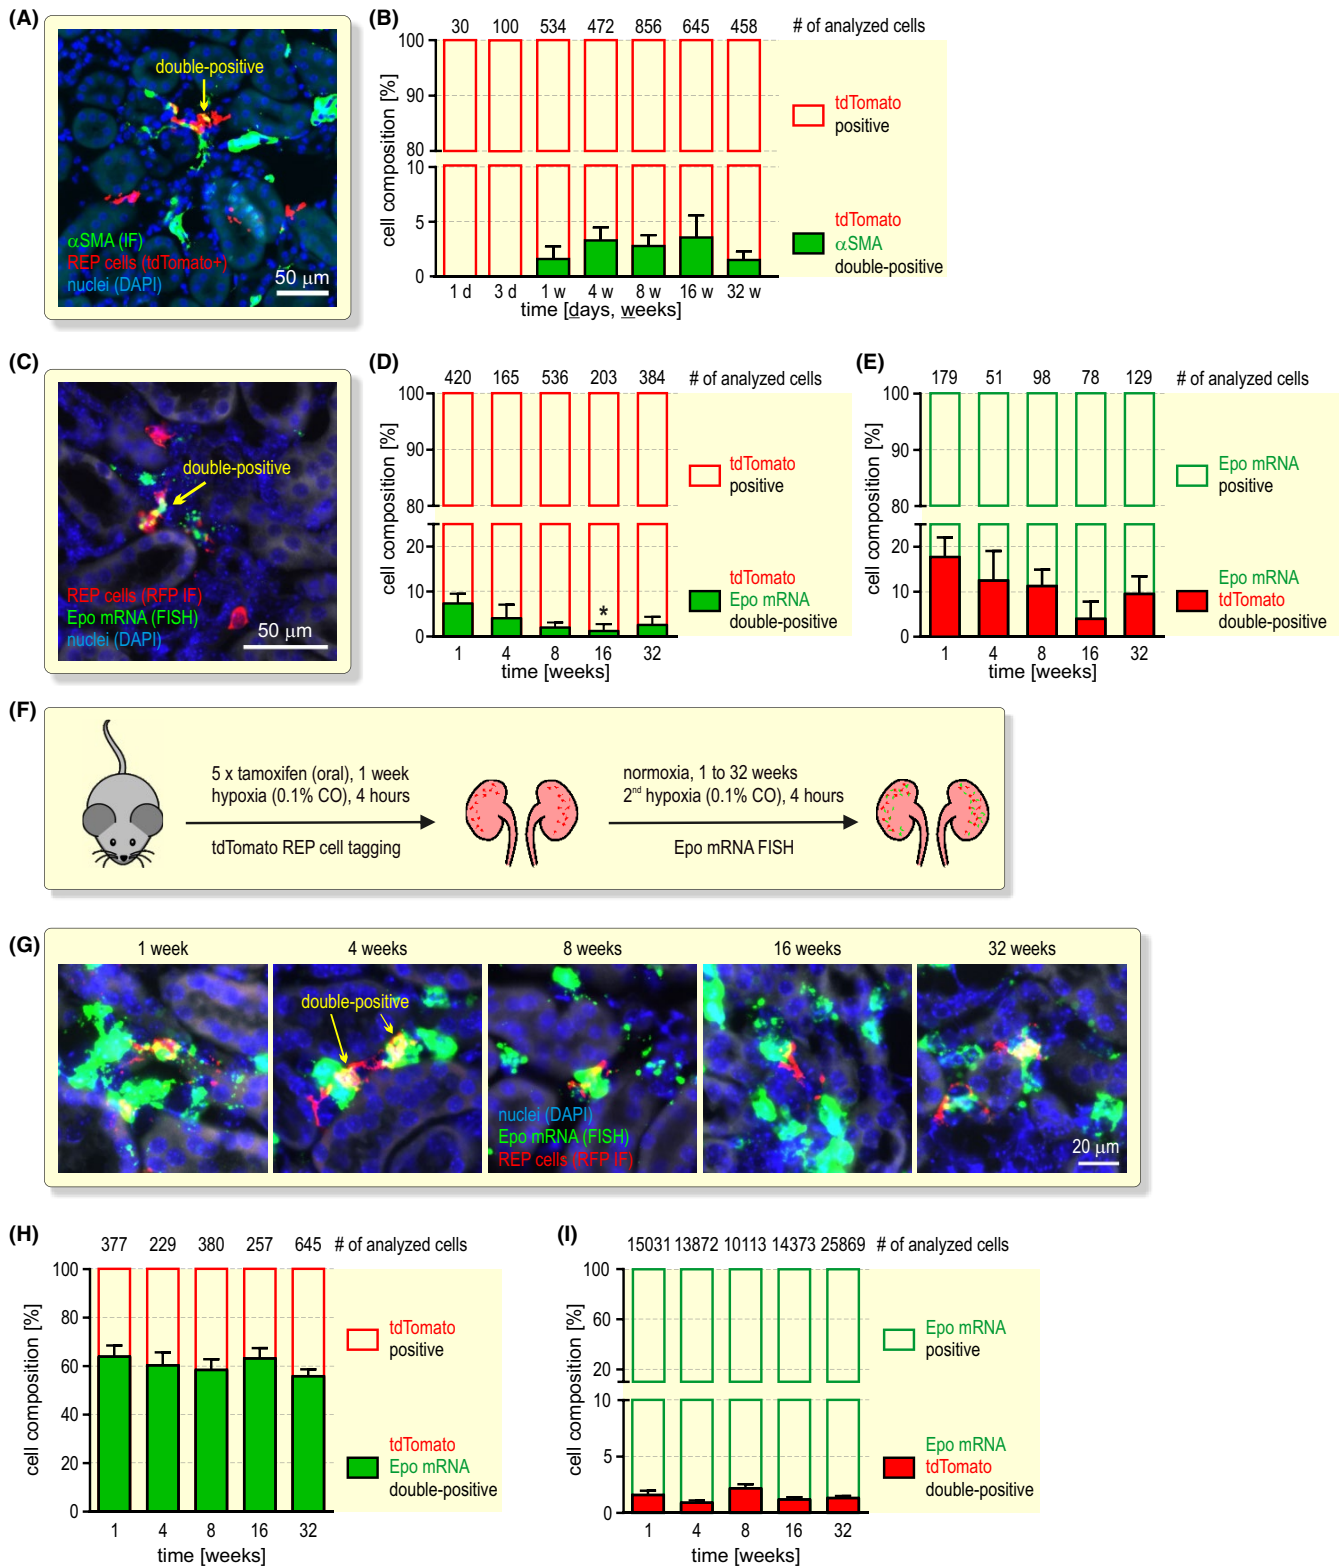 (A)
double-positive
αSMA (IF)
REP cells (tdTomato+)
nuclei (DAPI)
50 μm
(B)
30 100 534 472 856 645 458 # of analyzed cells
cell composition [%]
100
90
80
10
5
0
1 d 3 d 1 w 4 w 8 w 16 w 32 w
time [days, weeks]
tdTomato
positive
tdTomato
αSMA
double-positive
(C)
double-positive
REP cells (RFP IF)
Epo mRNA (FISH)
nuclei (DAPI)
50 μm
(D)
420 165 536 203 384 # of analyzed cells
cell composition [%]
100
90
80
20
10
0
*
1 4 8 16 32
time [weeks]
tdTomato
positive
tdTomato
Epo mRNA
double-positive
(E)
179 51 98 78 129 # of analyzed cells
cell composition [%]
100
90
80
20
10
0
1 4 8 16 32
time [weeks]
Epo mRNA
positive
Epo mRNA
tdTomato
double-positive
(F)
5 x tamoxifen (oral), 1 week
hypoxia (0.1% CO), 4 hours
tdTomato REP cell tagging
normoxia, 1 to 32 weeks
2nd hypoxia (0.1% CO), 4 hours
Epo mRNA FISH
(G)
1 week 4 weeks 8 weeks 16 weeks 32 weeks
double-positive
nuclei (DAPI)
Epo mRNA (FISH)
REP cells (RFP IF)
20 μm
(H)
377 229 380 257 645 # of analyzed cells
cell composition [%]
100
80
60
40
20
0
1 4 8 16 32
time [weeks]
tdTomato
positive
tdTomato
Epo mRNA
double-positive
(I)
15031 13872 10113 14373 25869 # of analyzed cells
cell composition [%]
100
60
20
10
5
0
1 4 8 16 32
time [weeks]
Epo mRNA
positive
Epo mRNA
tdTomato
double-positive